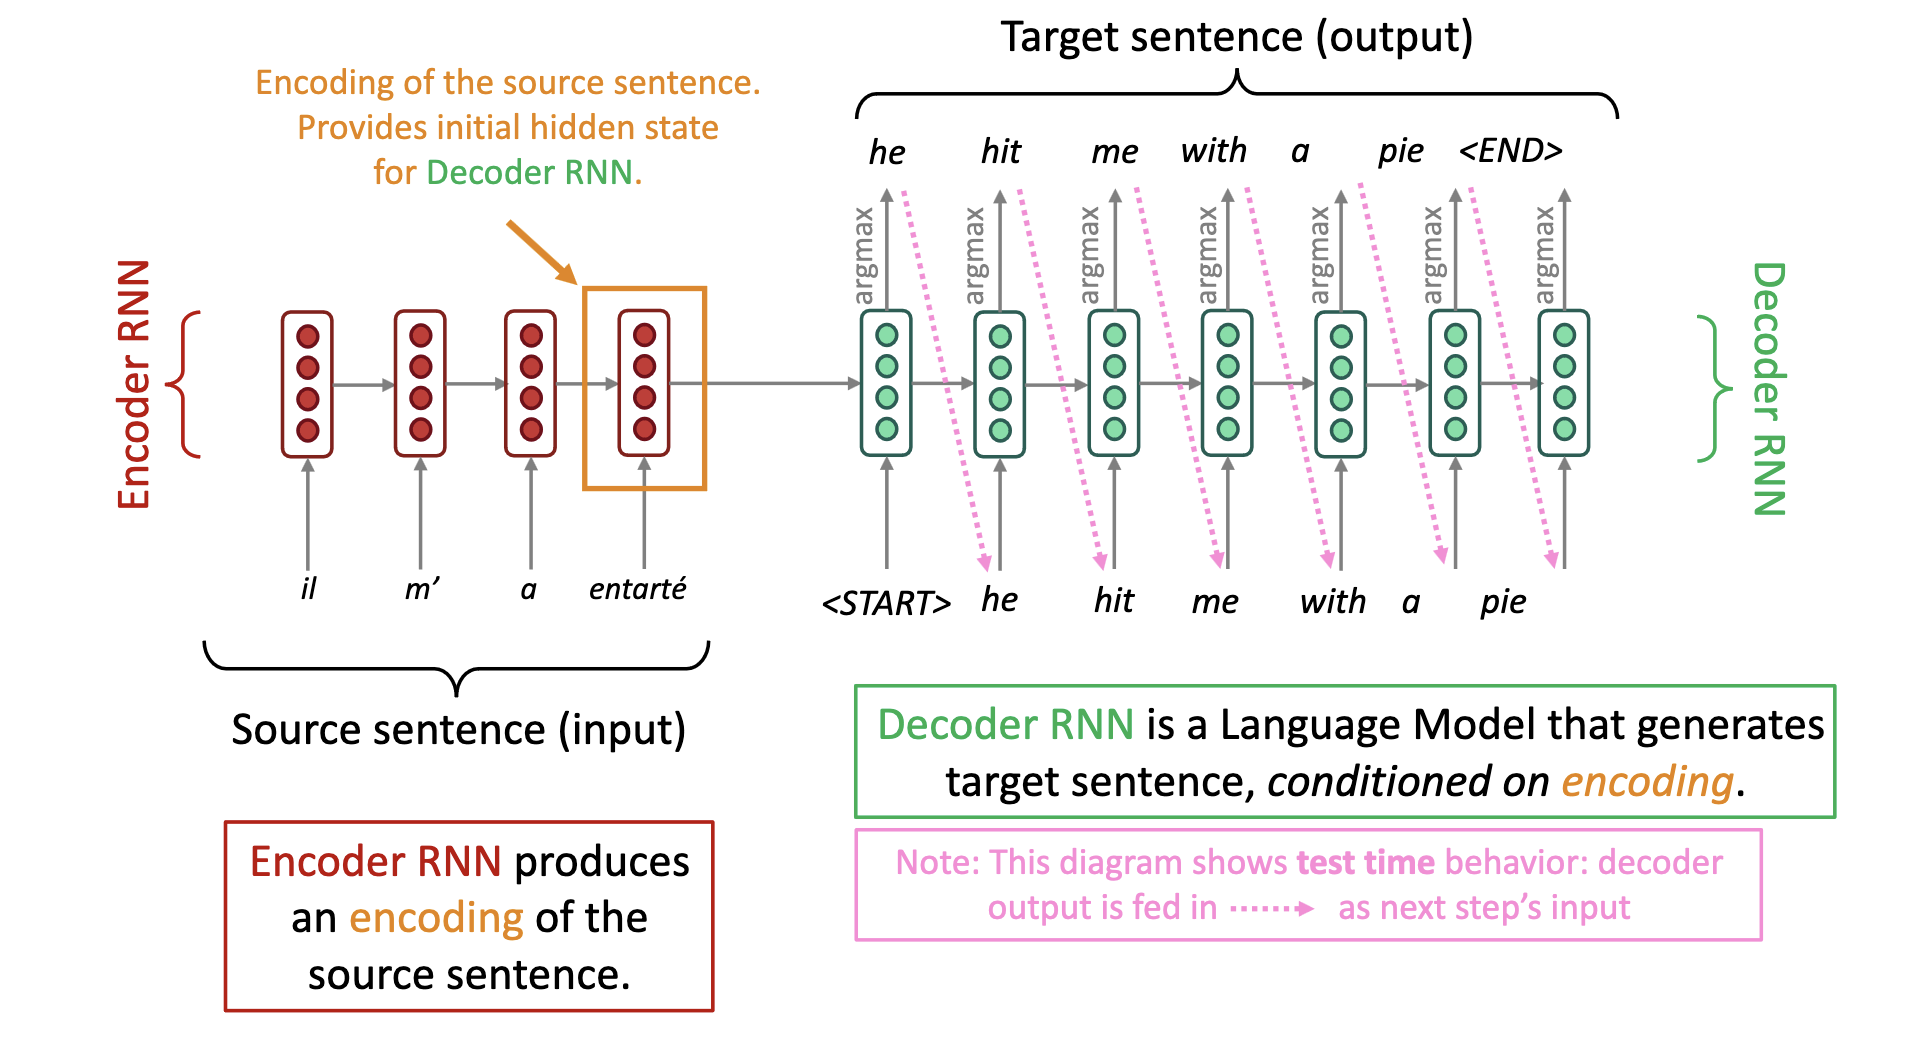 Target sentence (output)
Encoding of the source sentence.
Provides initial hidden state
for Decoder RNN.
he hit me with a pie <END>
argmax argmax argmax argmax argmax argmax argmax
Encoder RNN
Decoder RNN
il m’ a entarté
<START> he hit me with a pie
Source sentence (input)
Decoder RNN is a Language Model that generates
target sentence, conditioned on encoding.
Encoder RNN produces
an encoding of the
source sentence.
Note: This diagram shows test time behavior: decoder
output is fed in as next step’s input